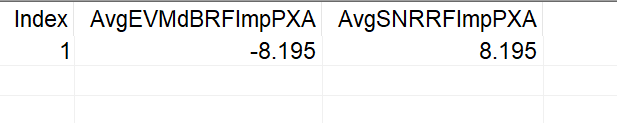 Index AvgEVMdBRFImpPXA AvgSNRRFImpPXA
1 -8.195 8.195